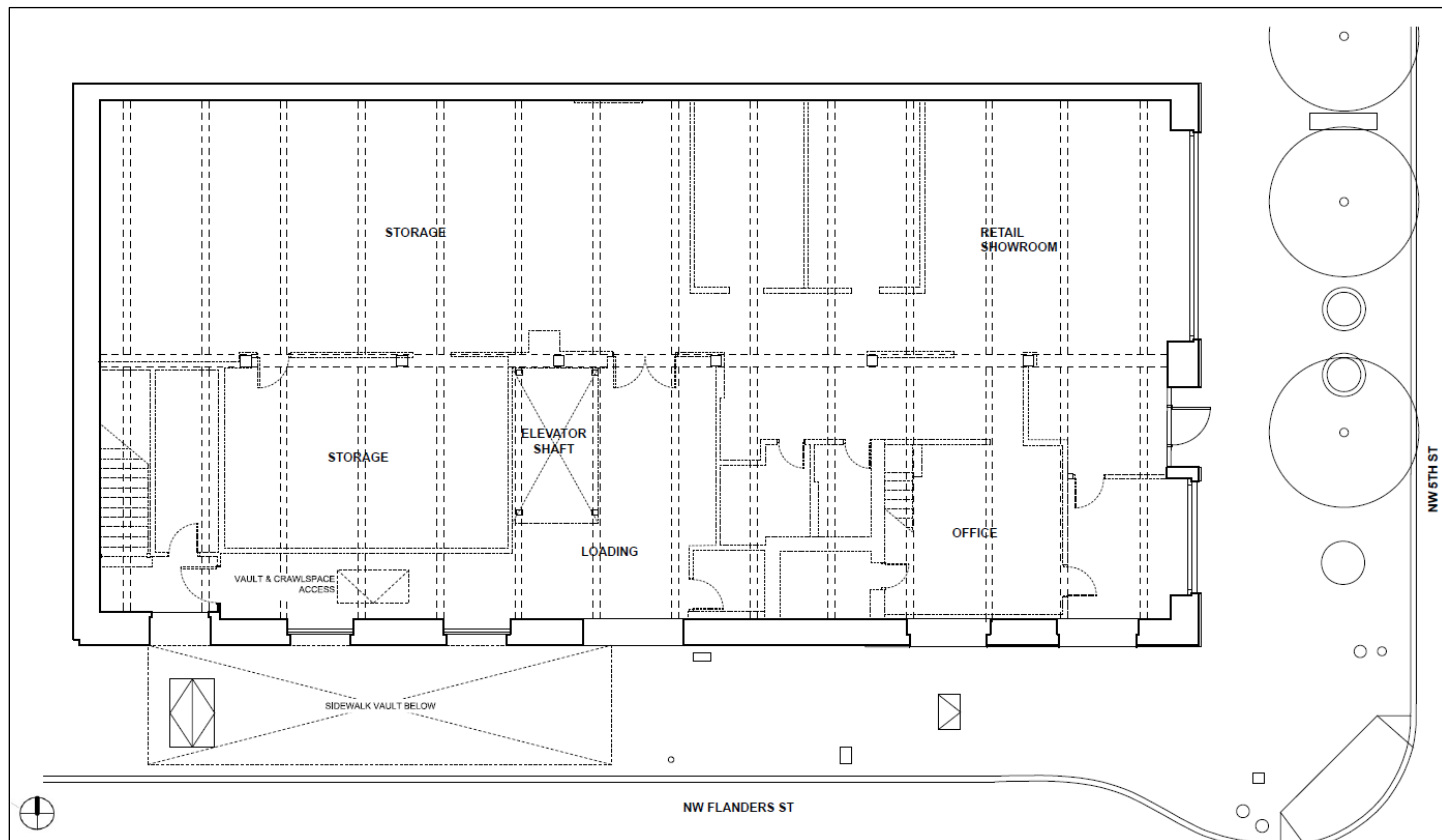 STORAGE
RETAIL
SHOWROOM
ELEVATOR
SHAFT
STORAGE
OFFICE
LOADING
VAULT & CRAWLSPACE
ACCESS
SIDEWALK VAULT BELOW
NW 5TH ST
NW FLANDERS ST